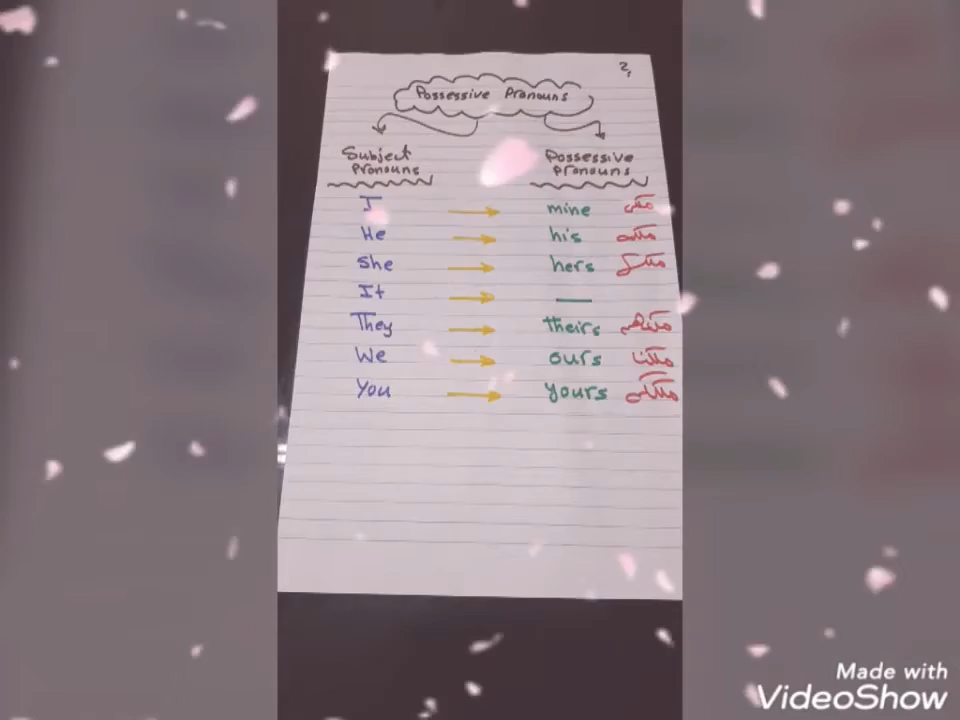 2,
Possessive Pronouns
Subject Pronouns
Possessive pronouns
I → mine ملكي
He → his ملكه
She → hers ملكها
It → —
They → theirs ملكهم
We → ours ملكنا
You → yours ملككم
Made with
VideoShow